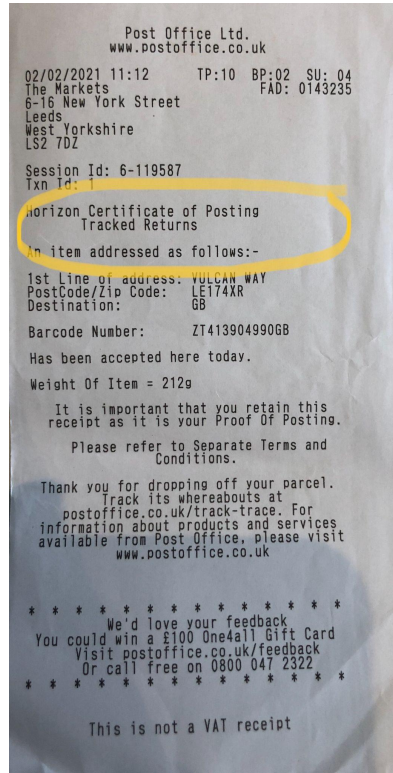 Post Office Ltd.
www.postoffice.co.uk
02/02/2021 11:12 TP:10 BP:02 SU: 04
The Markets FAD: 0143235
6-16 New York Street
Leeds
West Yorkshire
LS2 7DZ
Session Id: 6-119587
Txn Id: 1
Horizon Certificate of Posting
Tracked Returns
An item addressed as follows:-
1st Line of address: VULCAN WAY
PostCode/Zip Code: LE174XR
Destination: GB
Barcode Number: ZT413904990GB
Has been accepted here today.
Weight Of Item = 212g
It is important that you retain this
receipt as it is your Proof Of Posting.
Please refer to Separate Terms and
Conditions.
Thank you for dropping off your parcel.
Track its whereabouts at
postoffice.co.uk/track-trace. For
information about products and services
available from Post Office, please visit
www.postoffice.co.uk
* * * * * * * * * * * * * *
We'd love your feedback
You could win a £100 One4all Gift Card
Visit postoffice.co.uk/feedback
Or call free on 0800 047 2322
* * * * * * * * * * * * * *
This is not a VAT receipt